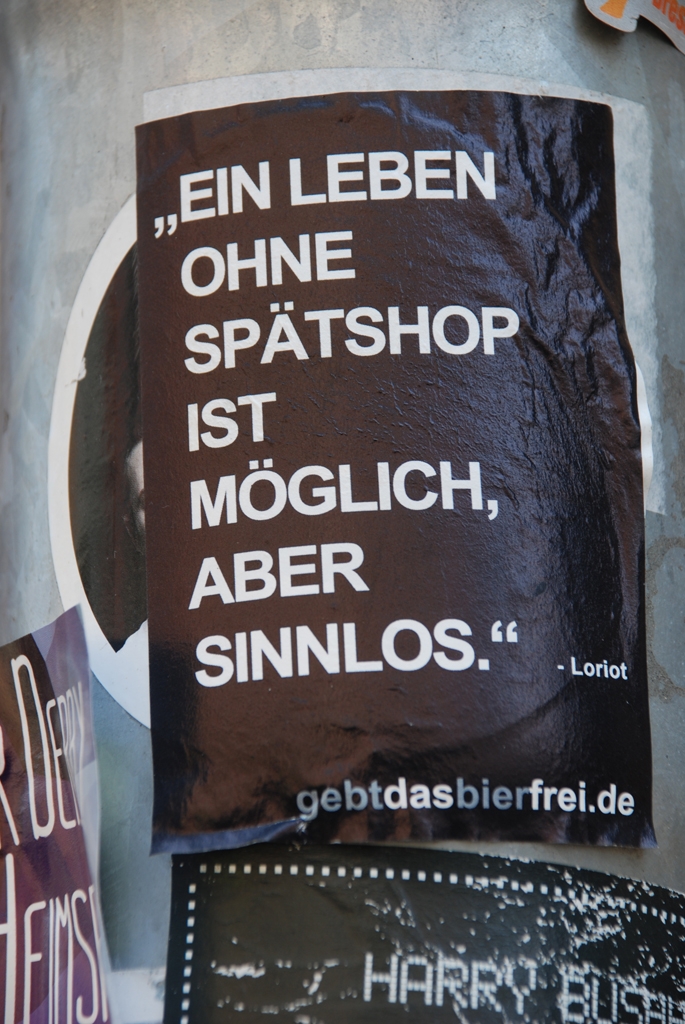 „EIN LEBEN
OHNE
SPÄTSHOP
IST
MÖGLICH,
ABER
SINNLOS.“
- Loriot
gebtdasbierfrei.de
HARRY